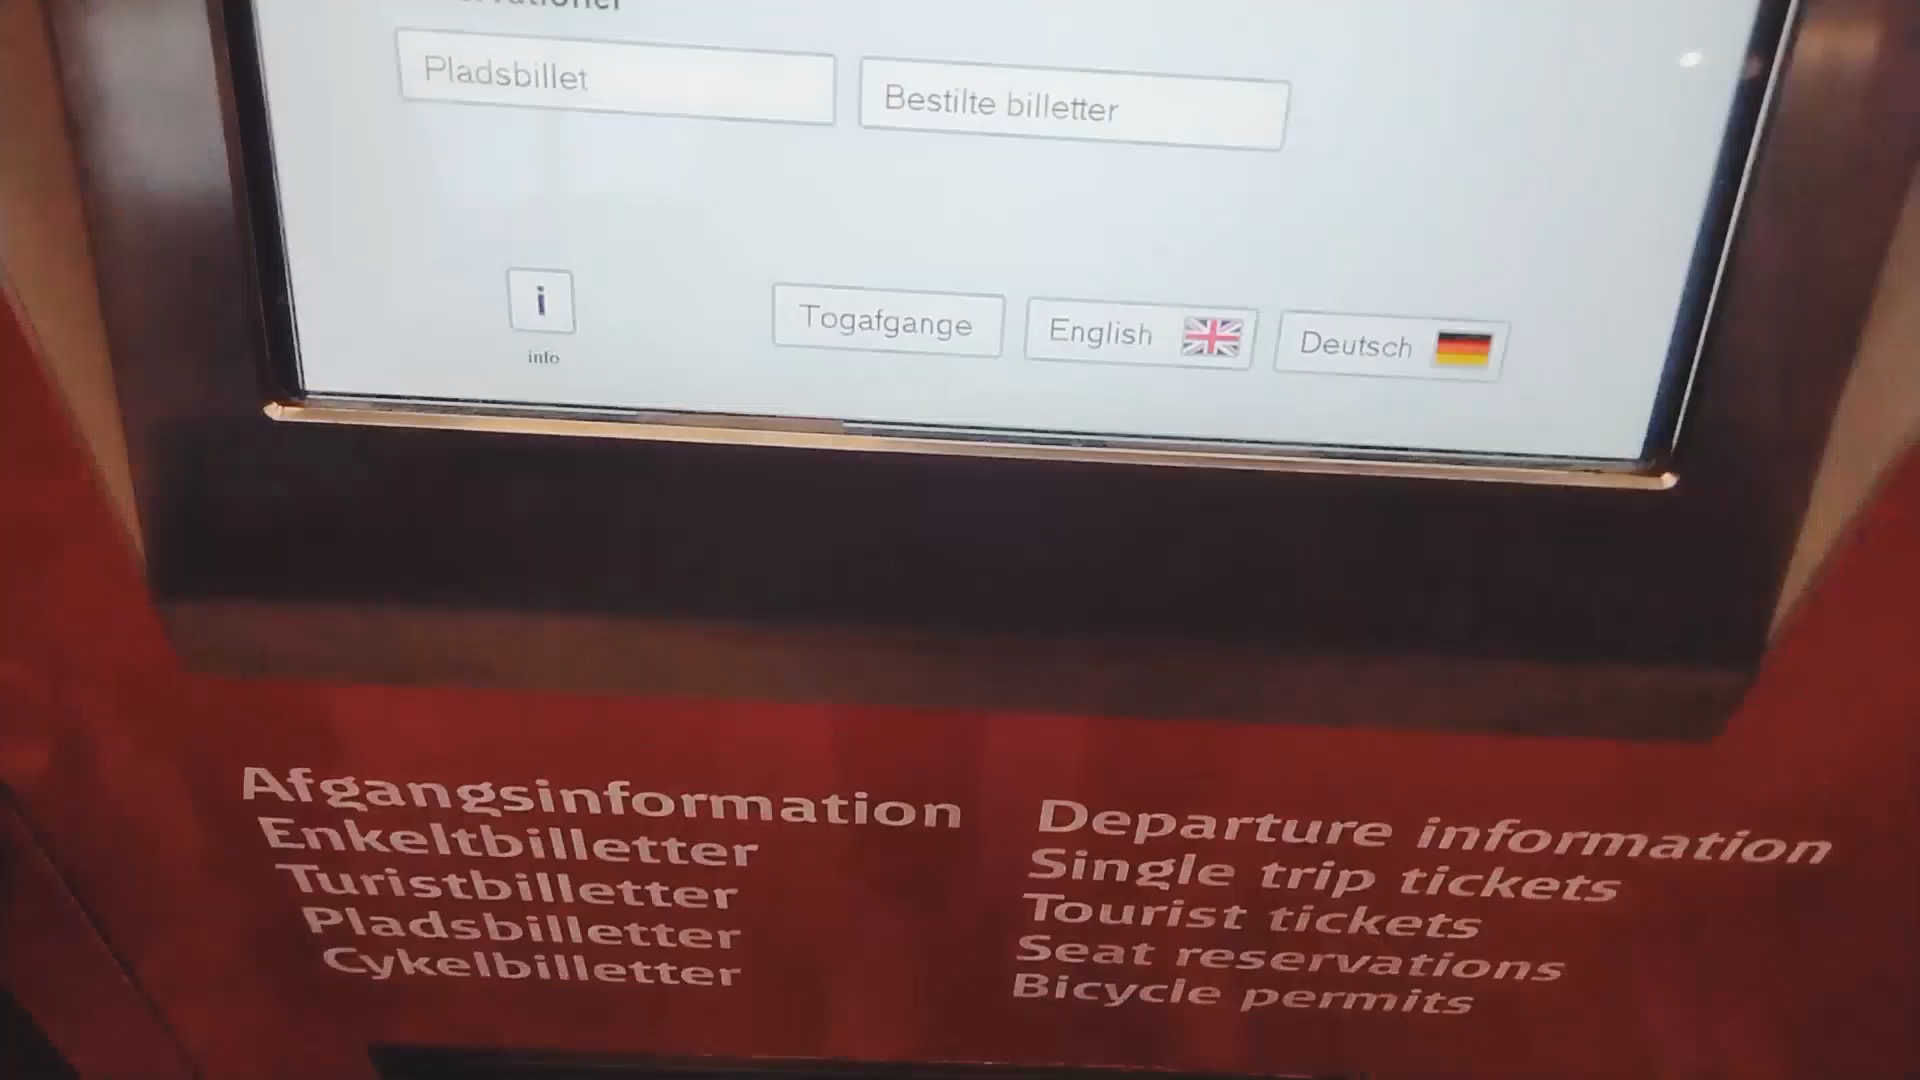 Pladsbillet
Bestilte billetter
i
info
Togafgange
English
Deutsch
Afgangsinformation
Enkeltbilletter
Turistbilletter
Pladsbilletter
Cykelbilletter
Departure information
Single trip tickets
Tourist tickets
Seat reservations
Bicycle permits